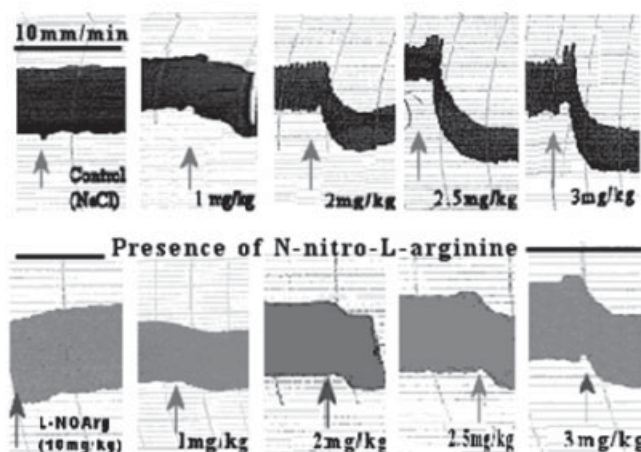 10mm/min
Control
(NaCl)
1 mg/kg
2mg/kg
2.5mg/kg
3mg/kg
Presence of N-nitro-L-arginine
L-NOArg
(10mg/kg)
1mg/kg
2mg/kg
2.5mg/kg
3mg/kg